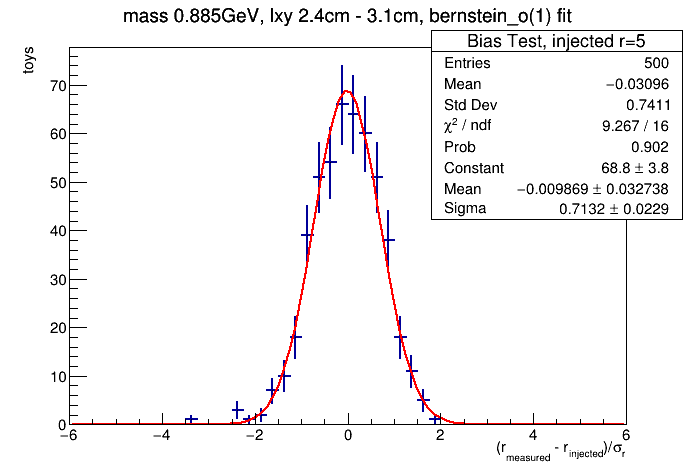 mass 0.885GeV, lxy 2.4cm - 3.1cm, bernstein_o(1) fit
toys
Bias Test, injected r=5
Entries 500
Mean −0.03096
Std Dev 0.7411
χ² / ndf 9.267 / 16
Prob 0.902
Constant 68.8 ± 3.8
Mean −0.009869 ± 0.032738
Sigma 0.7132 ± 0.0229
70
60
50
40
30
20
10
0
−6 −4 −2 0 2 4 6
(r_measured - r_injected)/σ_r